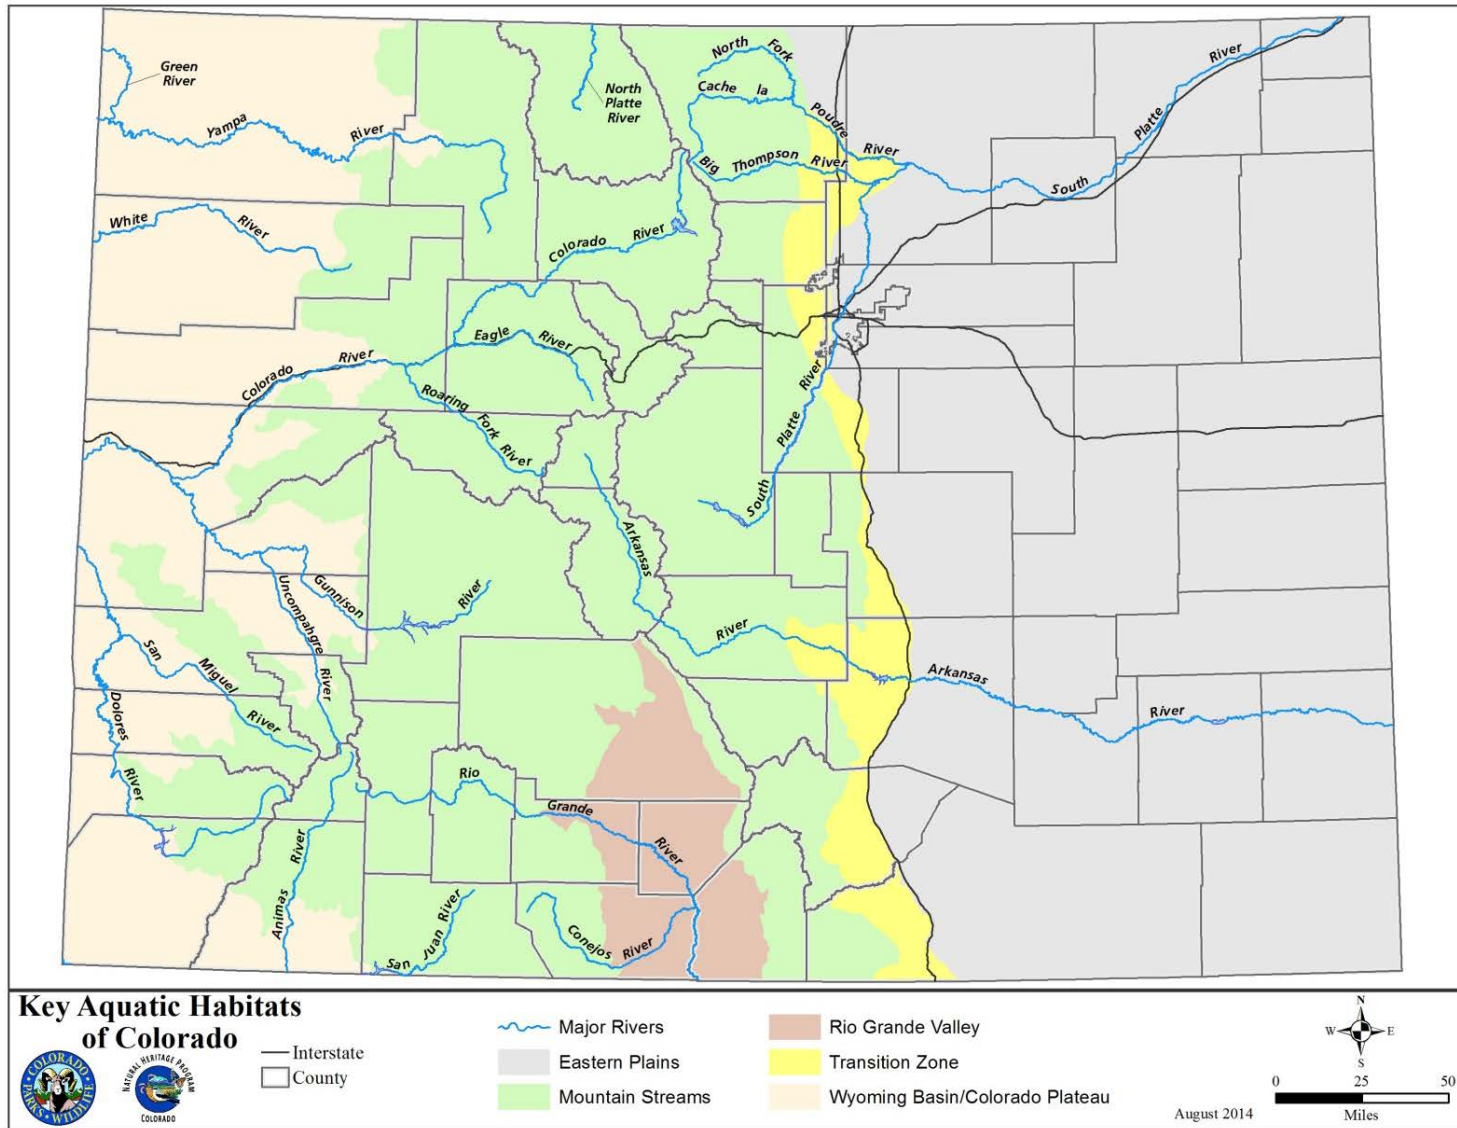 Green
River
North
Platte
River
North Fork
Cache la Poudre River
Big Thompson River
South Platte River
Yampa River
White River
Colorado River
Eagle River
Colorado River
Roaring Fork River
South Platte River
Arkansas River
Arkansas River
Gunnison River
Uncompahgre River
San Miguel River
Dolores River
Animas River
Rio Grande River
San Juan River
Conejos River
Key Aquatic Habitats
of Colorado
COLORADO
PARKS & WILDLIFE
NATURAL HERITAGE PROGRAM
COLORADO
Interstate
County
Major Rivers
Eastern Plains
Mountain Streams
Rio Grande Valley
Transition Zone
Wyoming Basin/Colorado Plateau
N
W E
S
August 2014
0 25 50
Miles